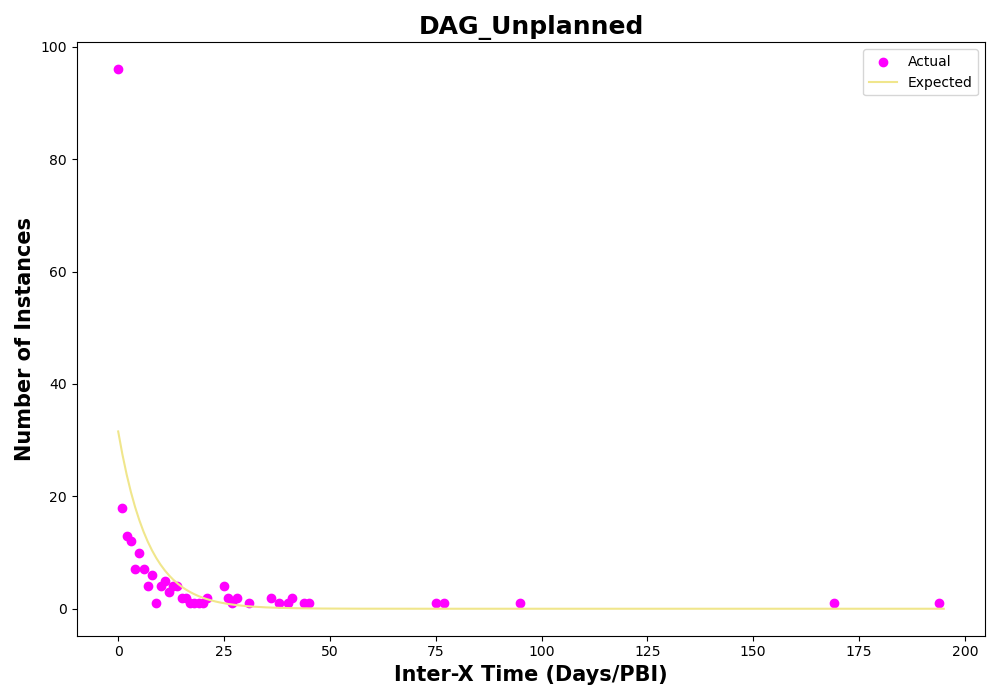 DAG_Unplanned
Actual
Expected
Number of Instances
100
80
60
40
20
0
0 25 50 75 100 125 150 175 200
Inter-X Time (Days/PBI)